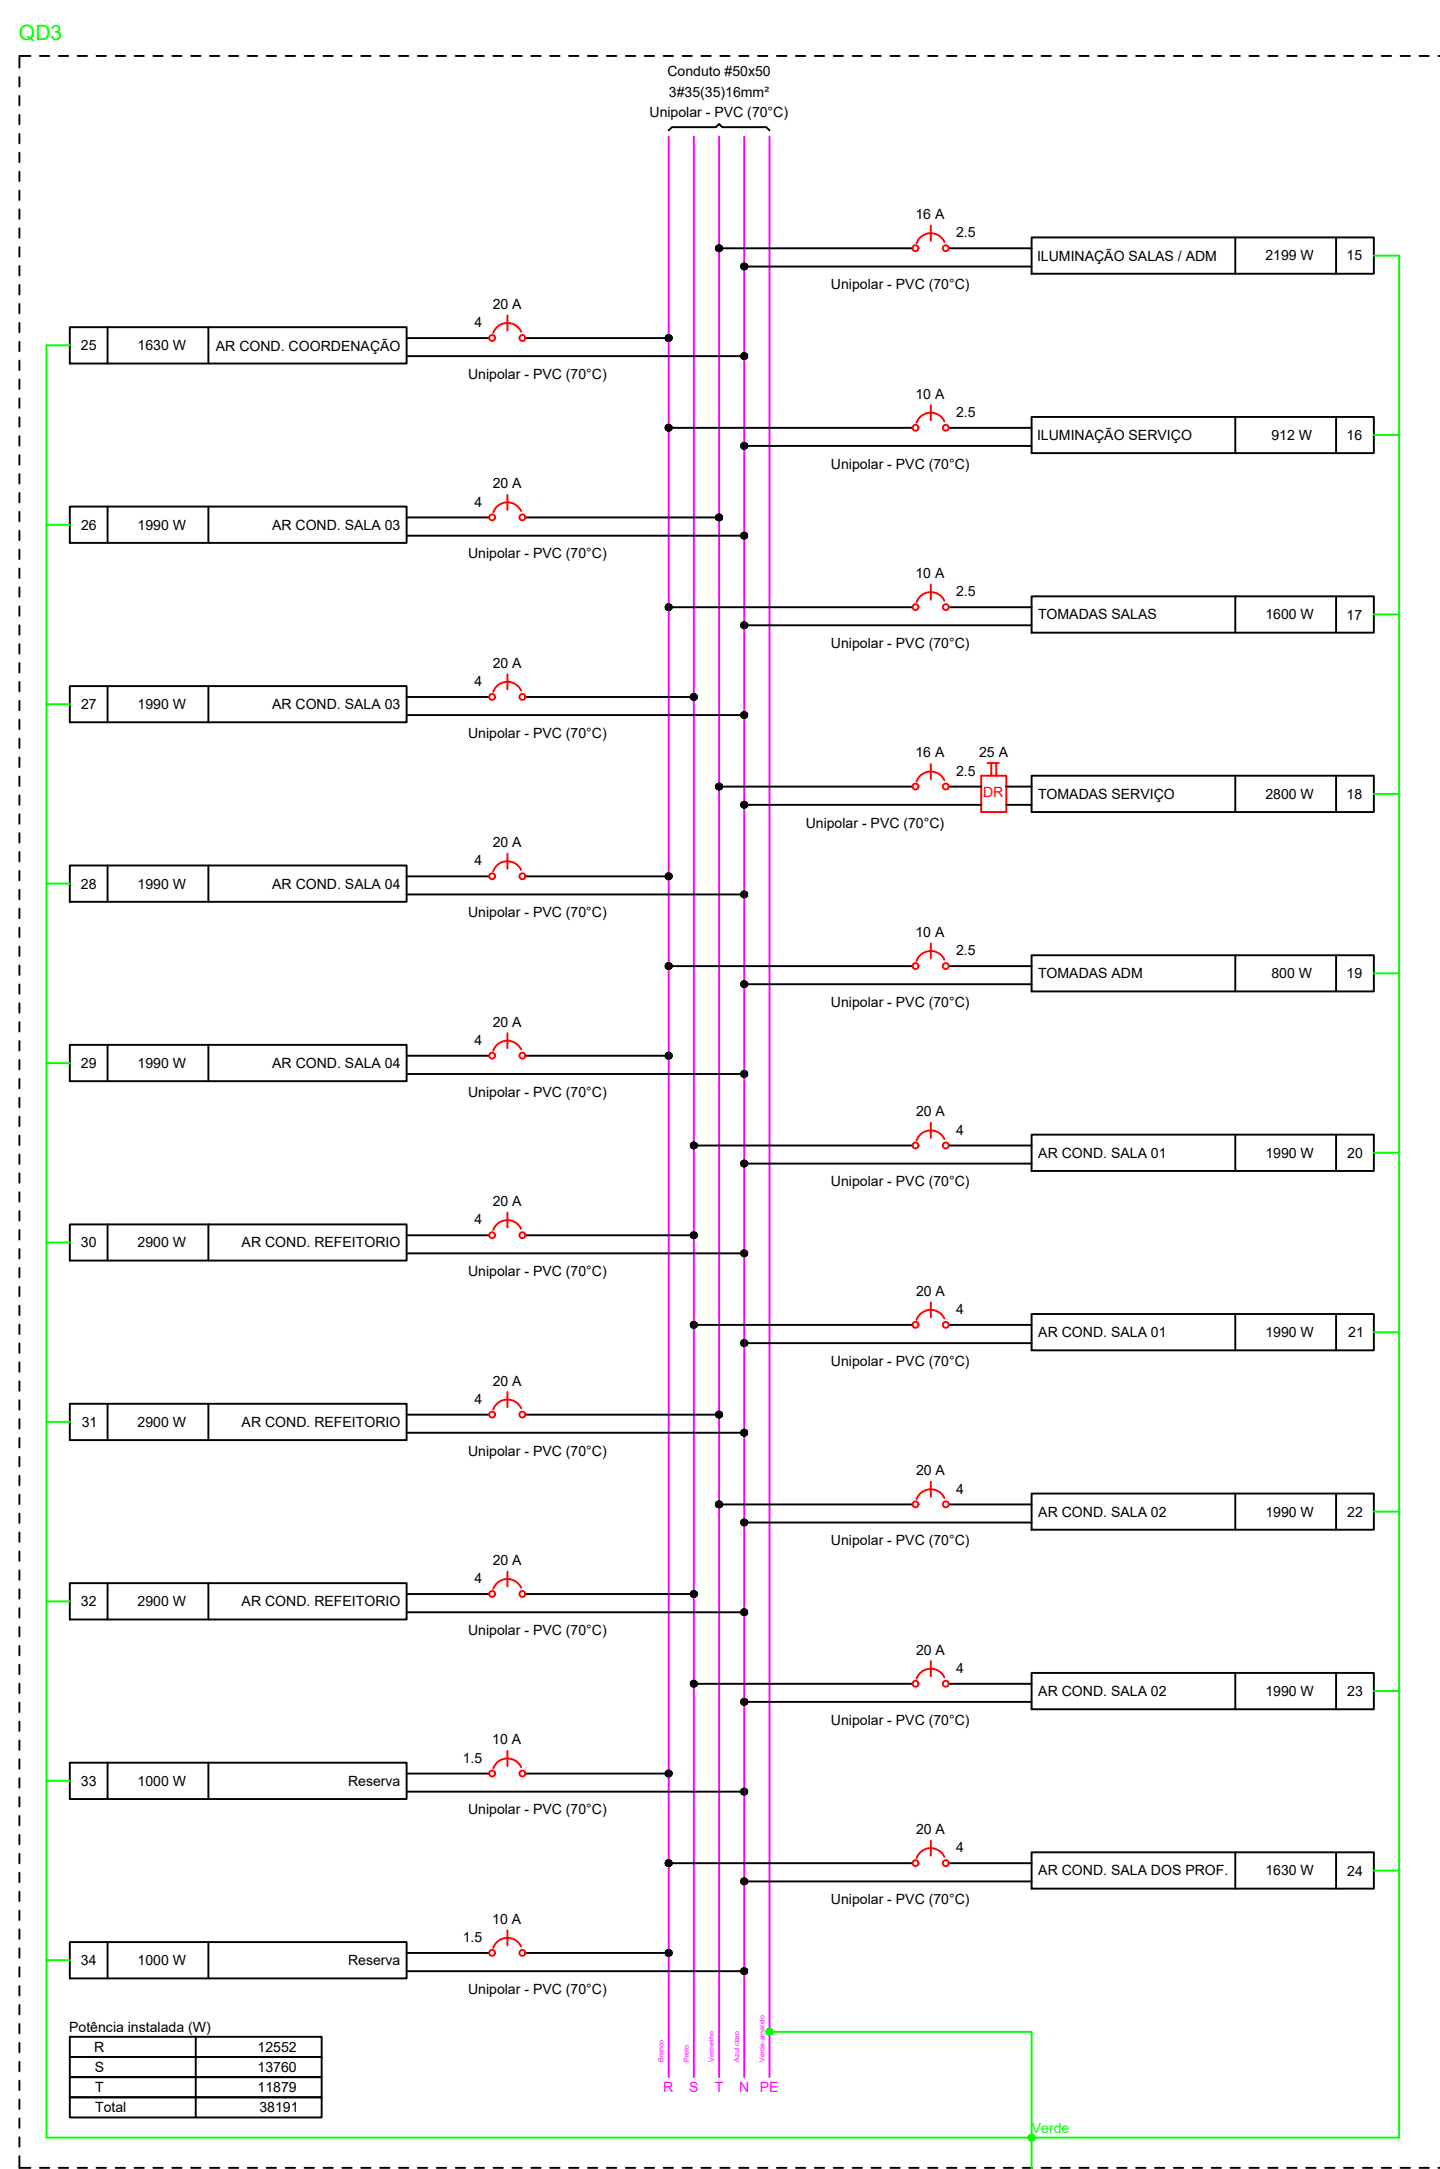 QD3
Conduto #50x50
3#35(35)16mm²
Unipolar - PVC (70°C)
16 A
2.5
ILUMINAÇÃO SALAS / ADM 2199 W 15
Unipolar - PVC (70°C)
20 A
4
25 1630 W AR COND. COORDENAÇÃO
Unipolar - PVC (70°C)
10 A
2.5
ILUMINAÇÃO SERVIÇO 912 W 16
Unipolar - PVC (70°C)
20 A
4
26 1990 W AR COND. SALA 03
Unipolar - PVC (70°C)
10 A
2.5
TOMADAS SALAS 1600 W 17
Unipolar - PVC (70°C)
20 A
4
27 1990 W AR COND. SALA 03
Unipolar - PVC (70°C)
16 A 25 A
2.5
DR
TOMADAS SERVIÇO 2800 W 18
Unipolar - PVC (70°C)
20 A
4
28 1990 W AR COND. SALA 04
Unipolar - PVC (70°C)
10 A
2.5
TOMADAS ADM 800 W 19
Unipolar - PVC (70°C)
20 A
4
29 1990 W AR COND. SALA 04
Unipolar - PVC (70°C)
20 A
4
AR COND. SALA 01 1990 W 20
Unipolar - PVC (70°C)
20 A
4
30 2900 W AR COND. REFEITORIO
Unipolar - PVC (70°C)
20 A
4
AR COND. SALA 01 1990 W 21
Unipolar - PVC (70°C)
20 A
4
31 2900 W AR COND. REFEITORIO
Unipolar - PVC (70°C)
20 A
4
AR COND. SALA 02 1990 W 22
Unipolar - PVC (70°C)
20 A
4
32 2900 W AR COND. REFEITORIO
Unipolar - PVC (70°C)
20 A
4
AR COND. SALA 02 1990 W 23
Unipolar - PVC (70°C)
10 A
1.5
33 1000 W Reserva
Unipolar - PVC (70°C)
20 A
4
AR COND. SALA DOS PROF. 1630 W 24
Unipolar - PVC (70°C)
10 A
1.5
34 1000 W Reserva
Unipolar - PVC (70°C)
Potência instalada (W)
R 12552
S 13760
T 11879
Total 38191
Branco
Preto
Vermelho
Azul claro
Verde-amarelo
R S T N PE
Verde